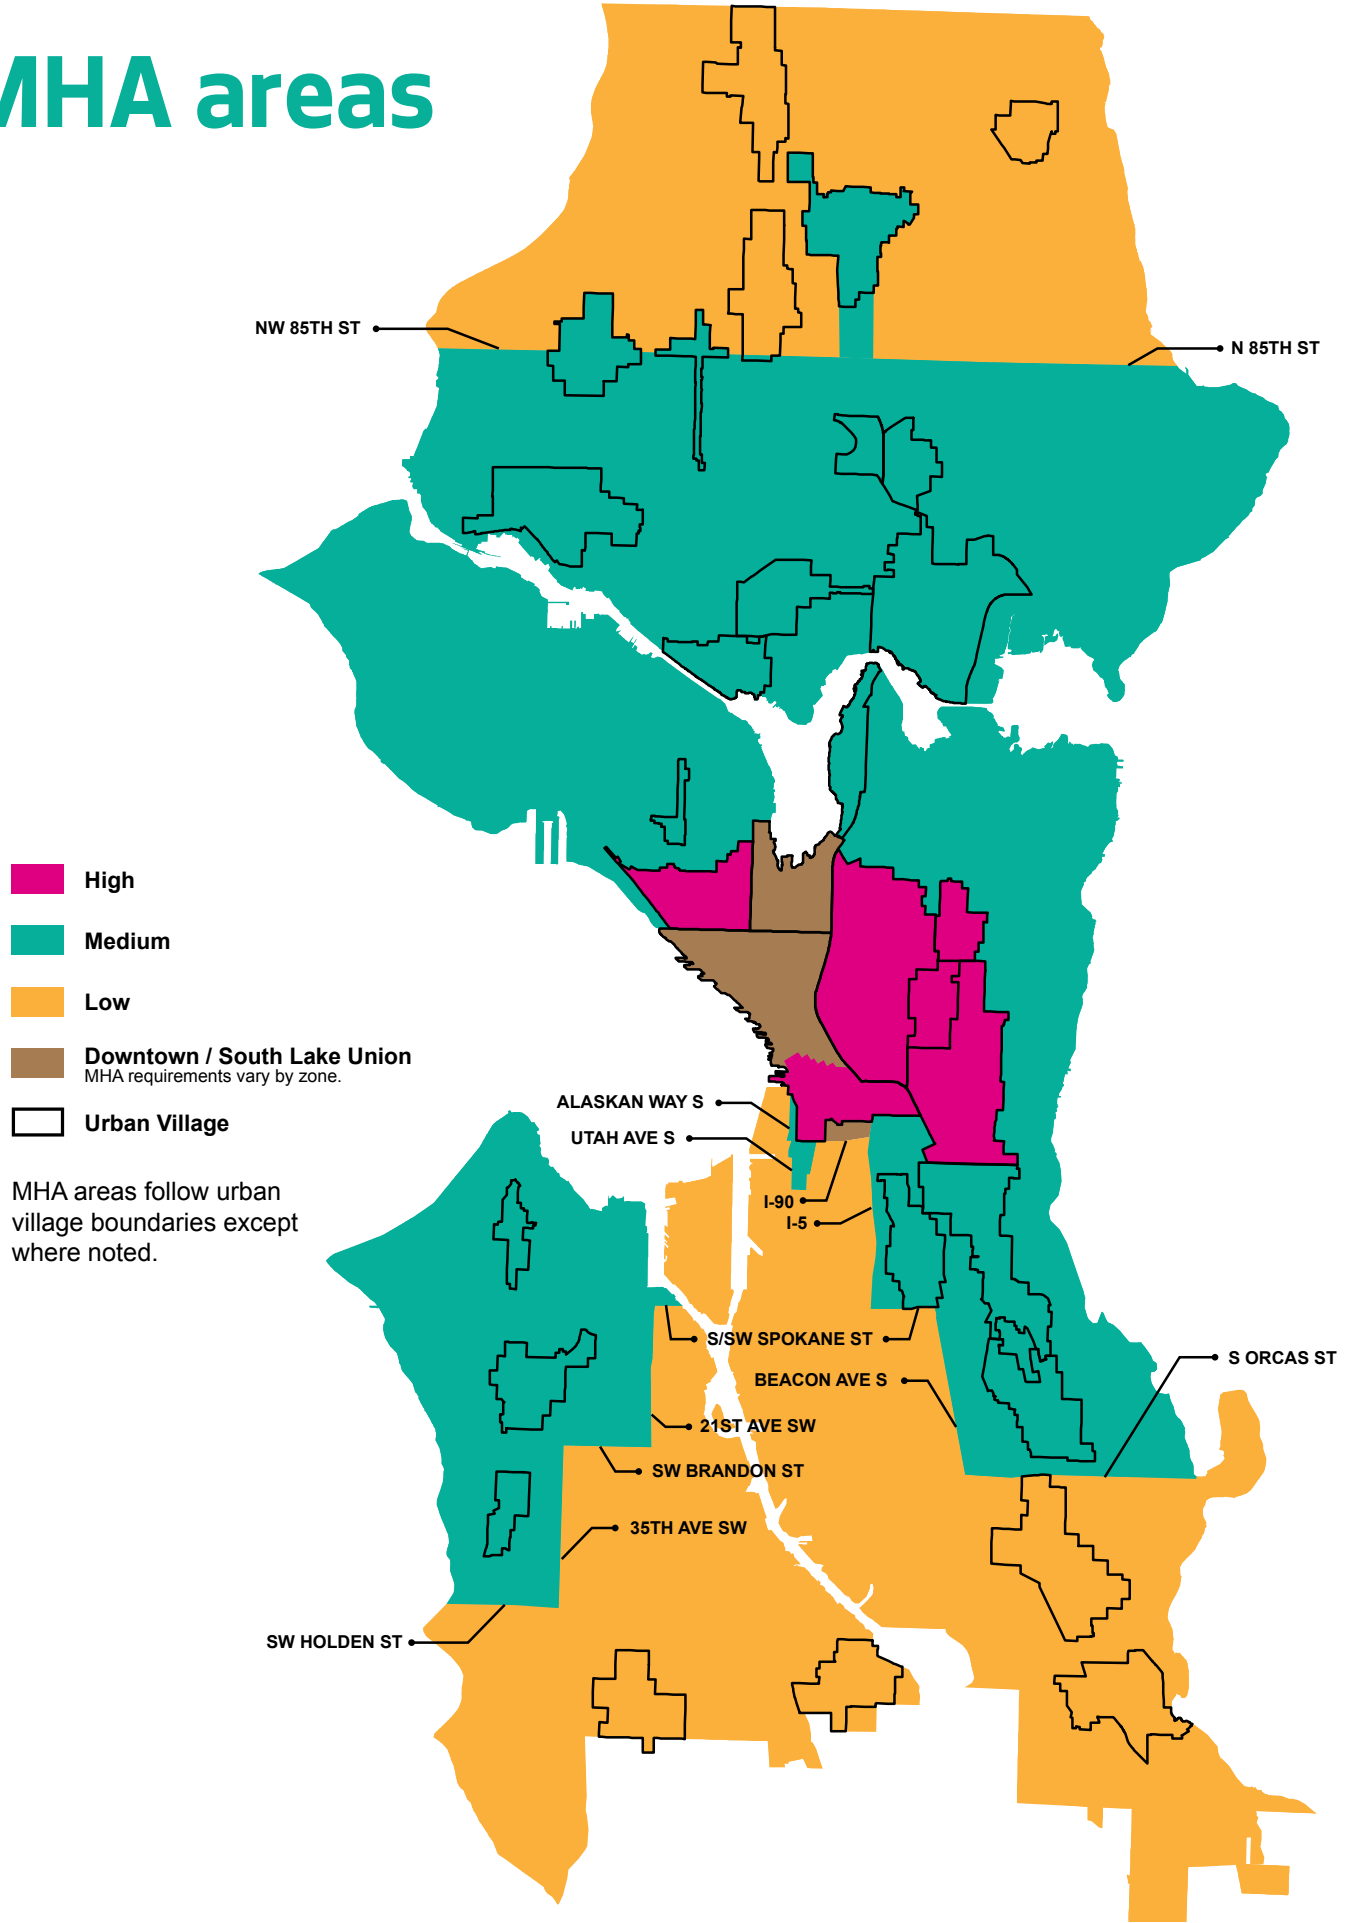 MHA areas
NW 85TH ST
N 85TH ST
High
Medium
Low
Downtown / South Lake Union
MHA requirements vary by zone.
Urban Village
MHA areas follow urban
village boundaries except
where noted.
ALASKAN WAY S
UTAH AVE S
I-90
I-5
S/SW SPOKANE ST
BEACON AVE S
S ORCAS ST
21ST AVE SW
SW BRANDON ST
35TH AVE SW
SW HOLDEN ST